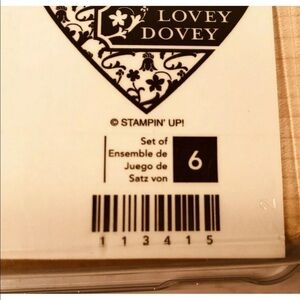 LOVEY
DOVEY
© STAMPIN' UP!
Set of
Ensemble de
Juego de
Satz von
6
113415